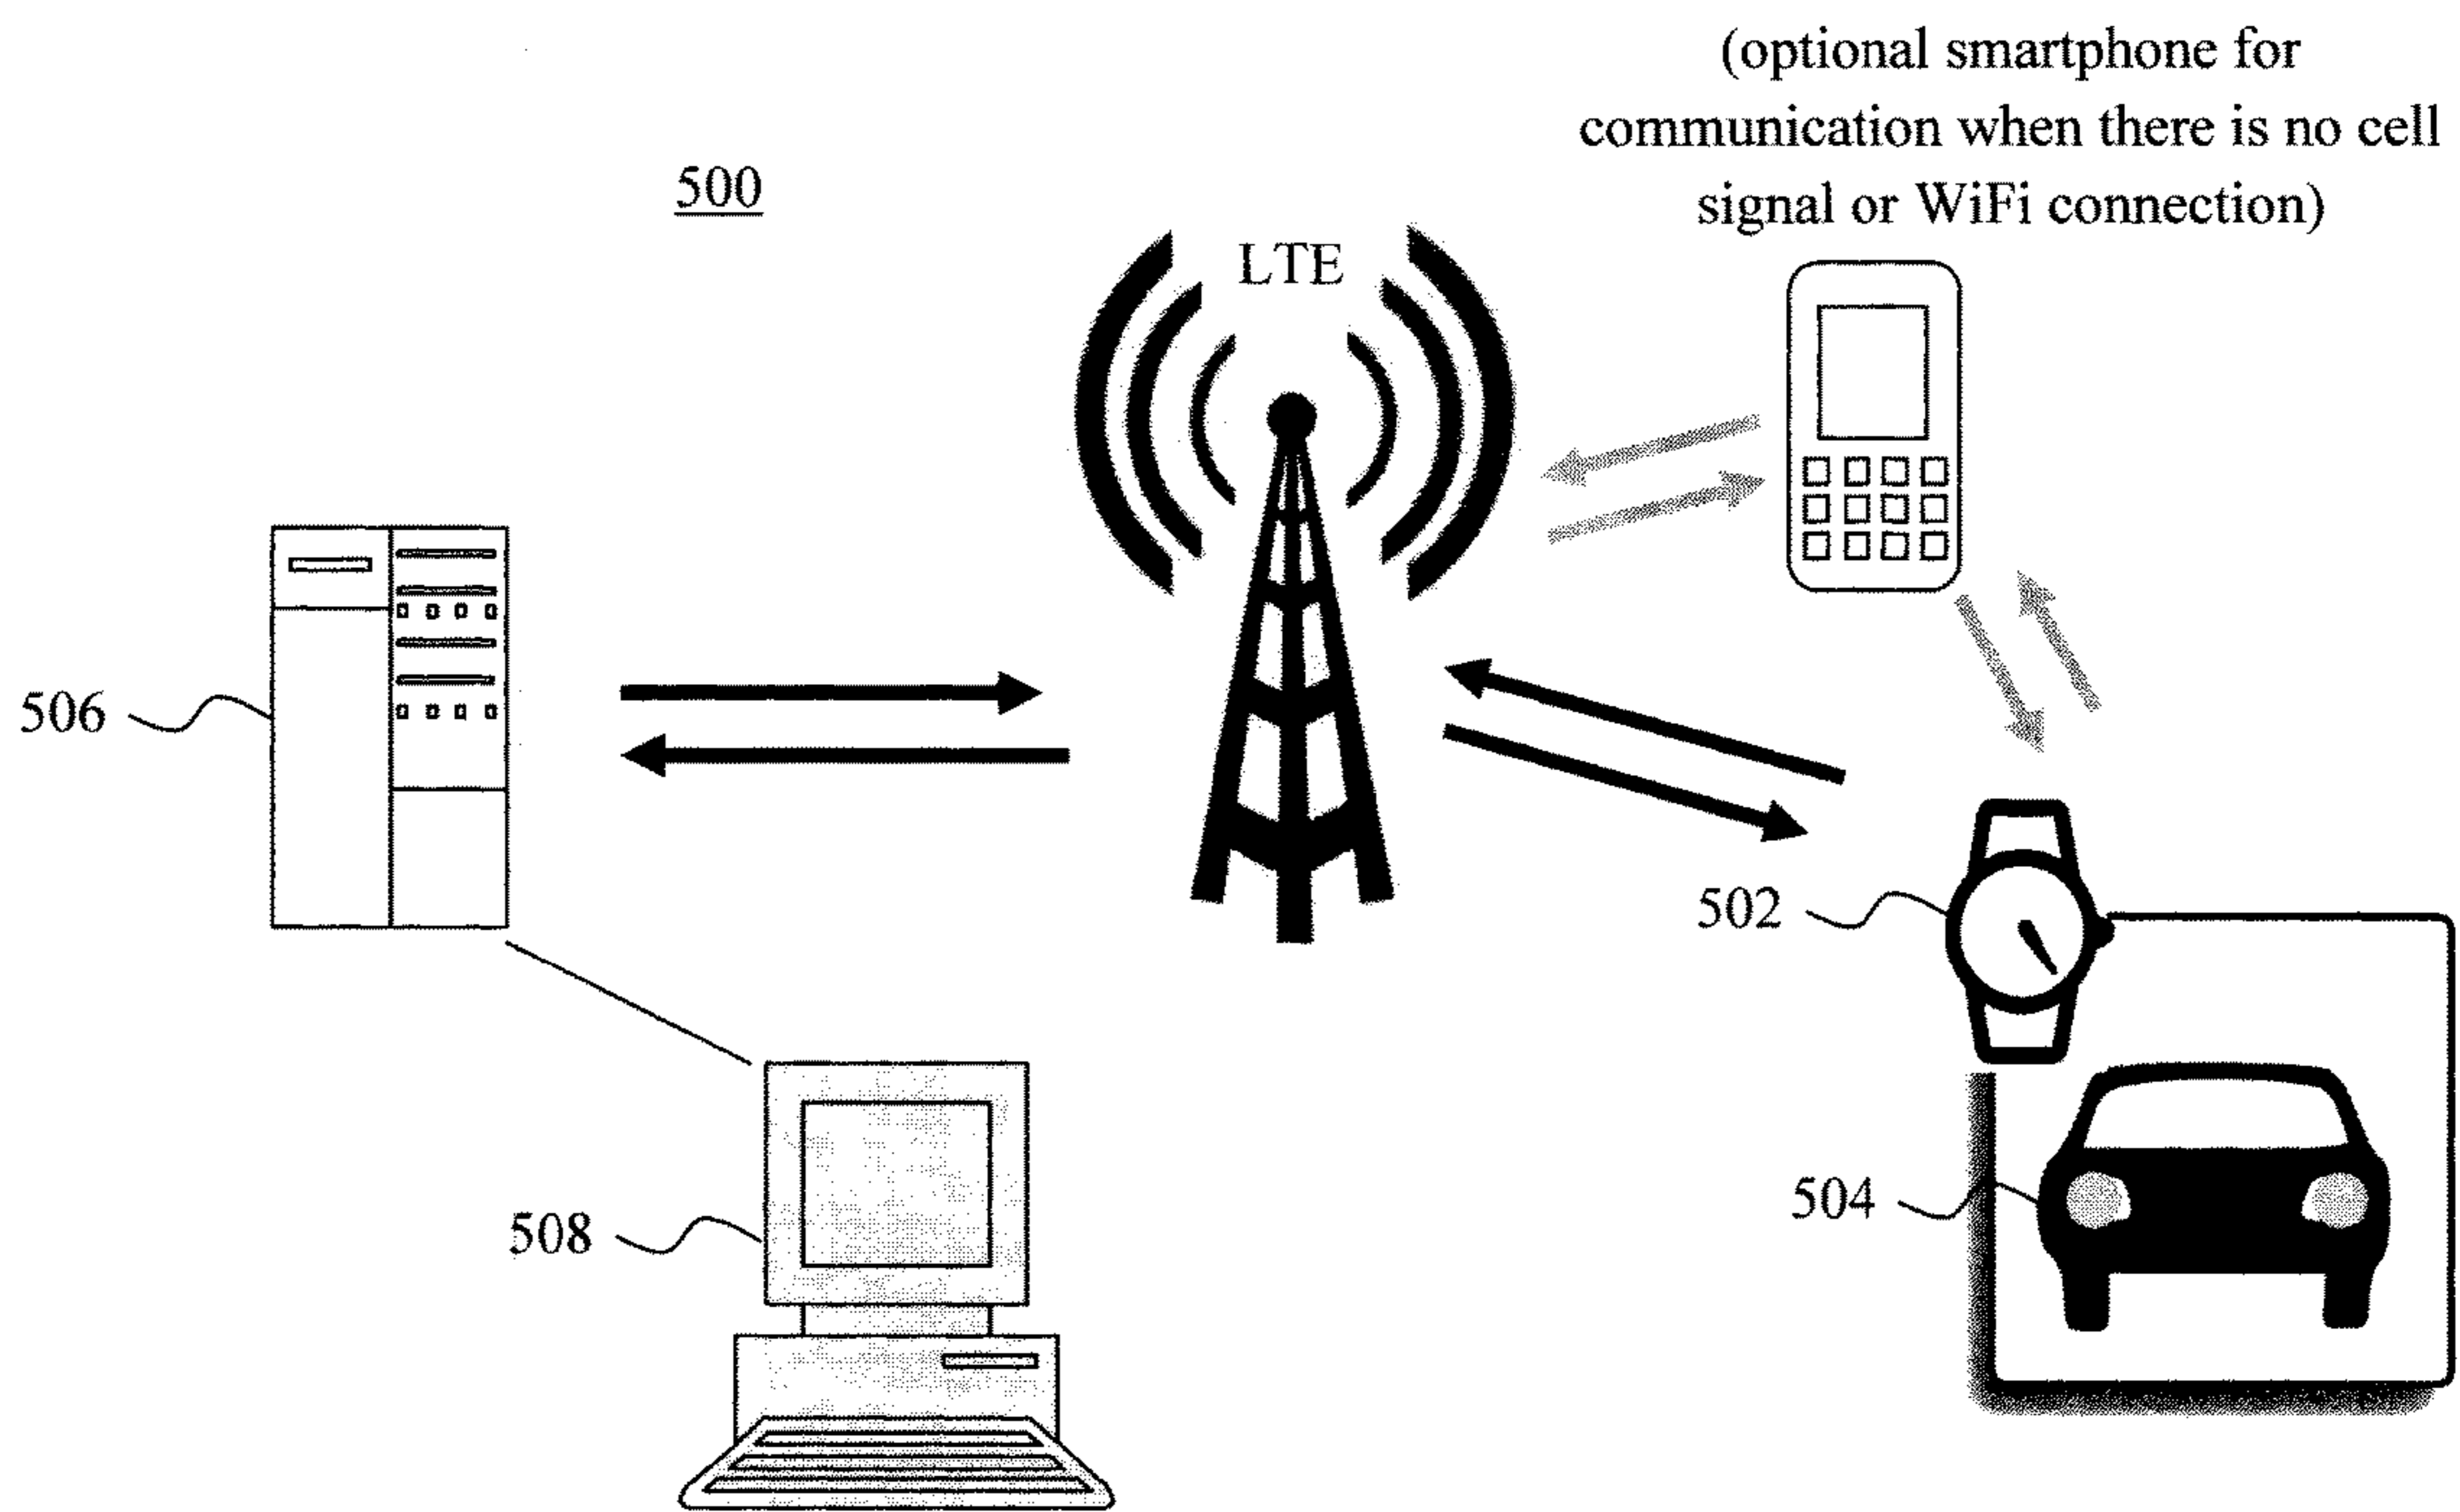 (optional smartphone for
communication when there is no cell
signal or WiFi connection)
500
LTE
506
502
504
508